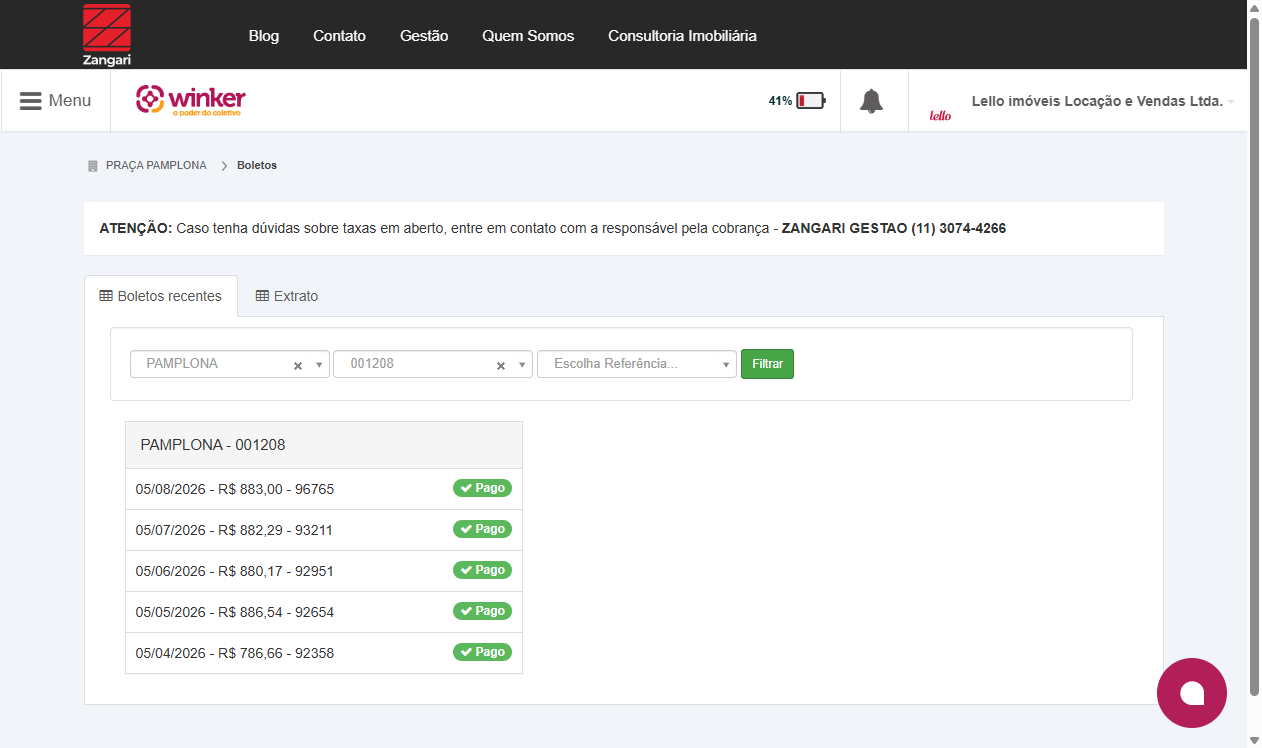 Zangari
Blog Contato Gestão Quem Somos Consultoria Imobiliária
Menu
winker
o poder do coletivo
41%
lello
Lello imóveis Locação e Vendas Ltda.
PRAÇA PAMPLONA > Boletos
ATENÇÃO: Caso tenha dúvidas sobre taxas em aberto, entre em contato com a responsável pela cobrança - ZANGARI GESTAO (11) 3074-4266
Boletos recentes Extrato
PAMPLONA × 001208 × Escolha Referência... Filtrar
PAMPLONA - 001208
05/08/2026 - R$ 883,00 - 96765 Pago
05/07/2026 - R$ 882,29 - 93211 Pago
05/06/2026 - R$ 880,17 - 92951 Pago
05/05/2026 - R$ 886,54 - 92654 Pago
05/04/2026 - R$ 786,66 - 92358 Pago